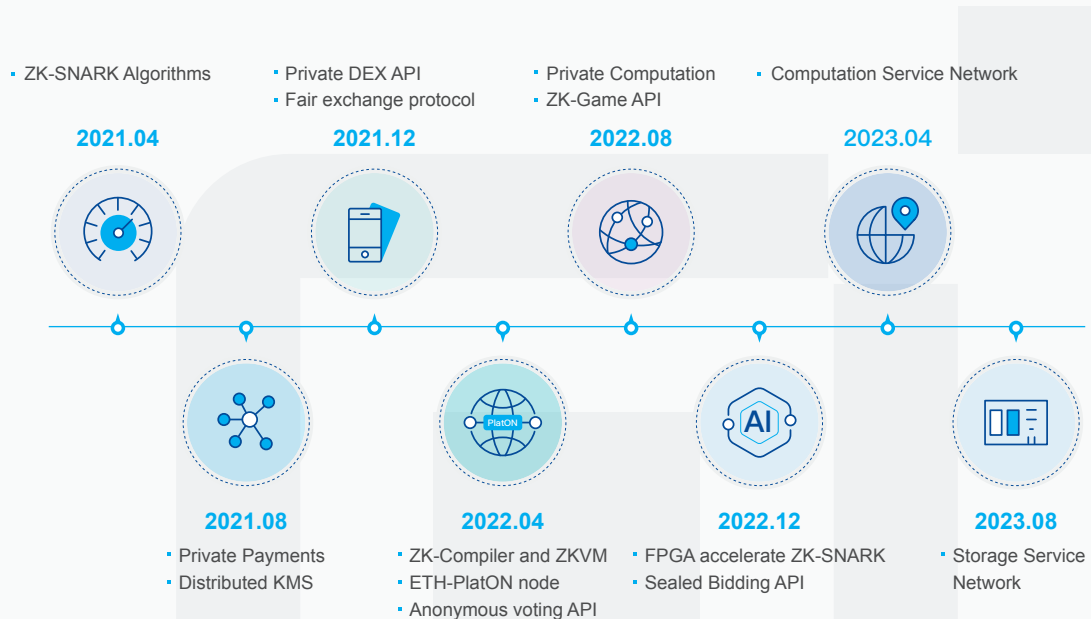 ZK-SNARK Algorithms
2021.04
Private DEX API
Fair exchange protocol
2021.12
Private Computation
ZK-Game API
2022.08
Computation Service Network
2023.04
PlatON
AI
2021.08
Private Payments
Distributed KMS
2022.04
ZK-Compiler and ZKVM
ETH-PlatON node
Anonymous voting API
2022.12
FPGA accelerate ZK-SNARK
Sealed Bidding API
2023.08
Storage Service
Network